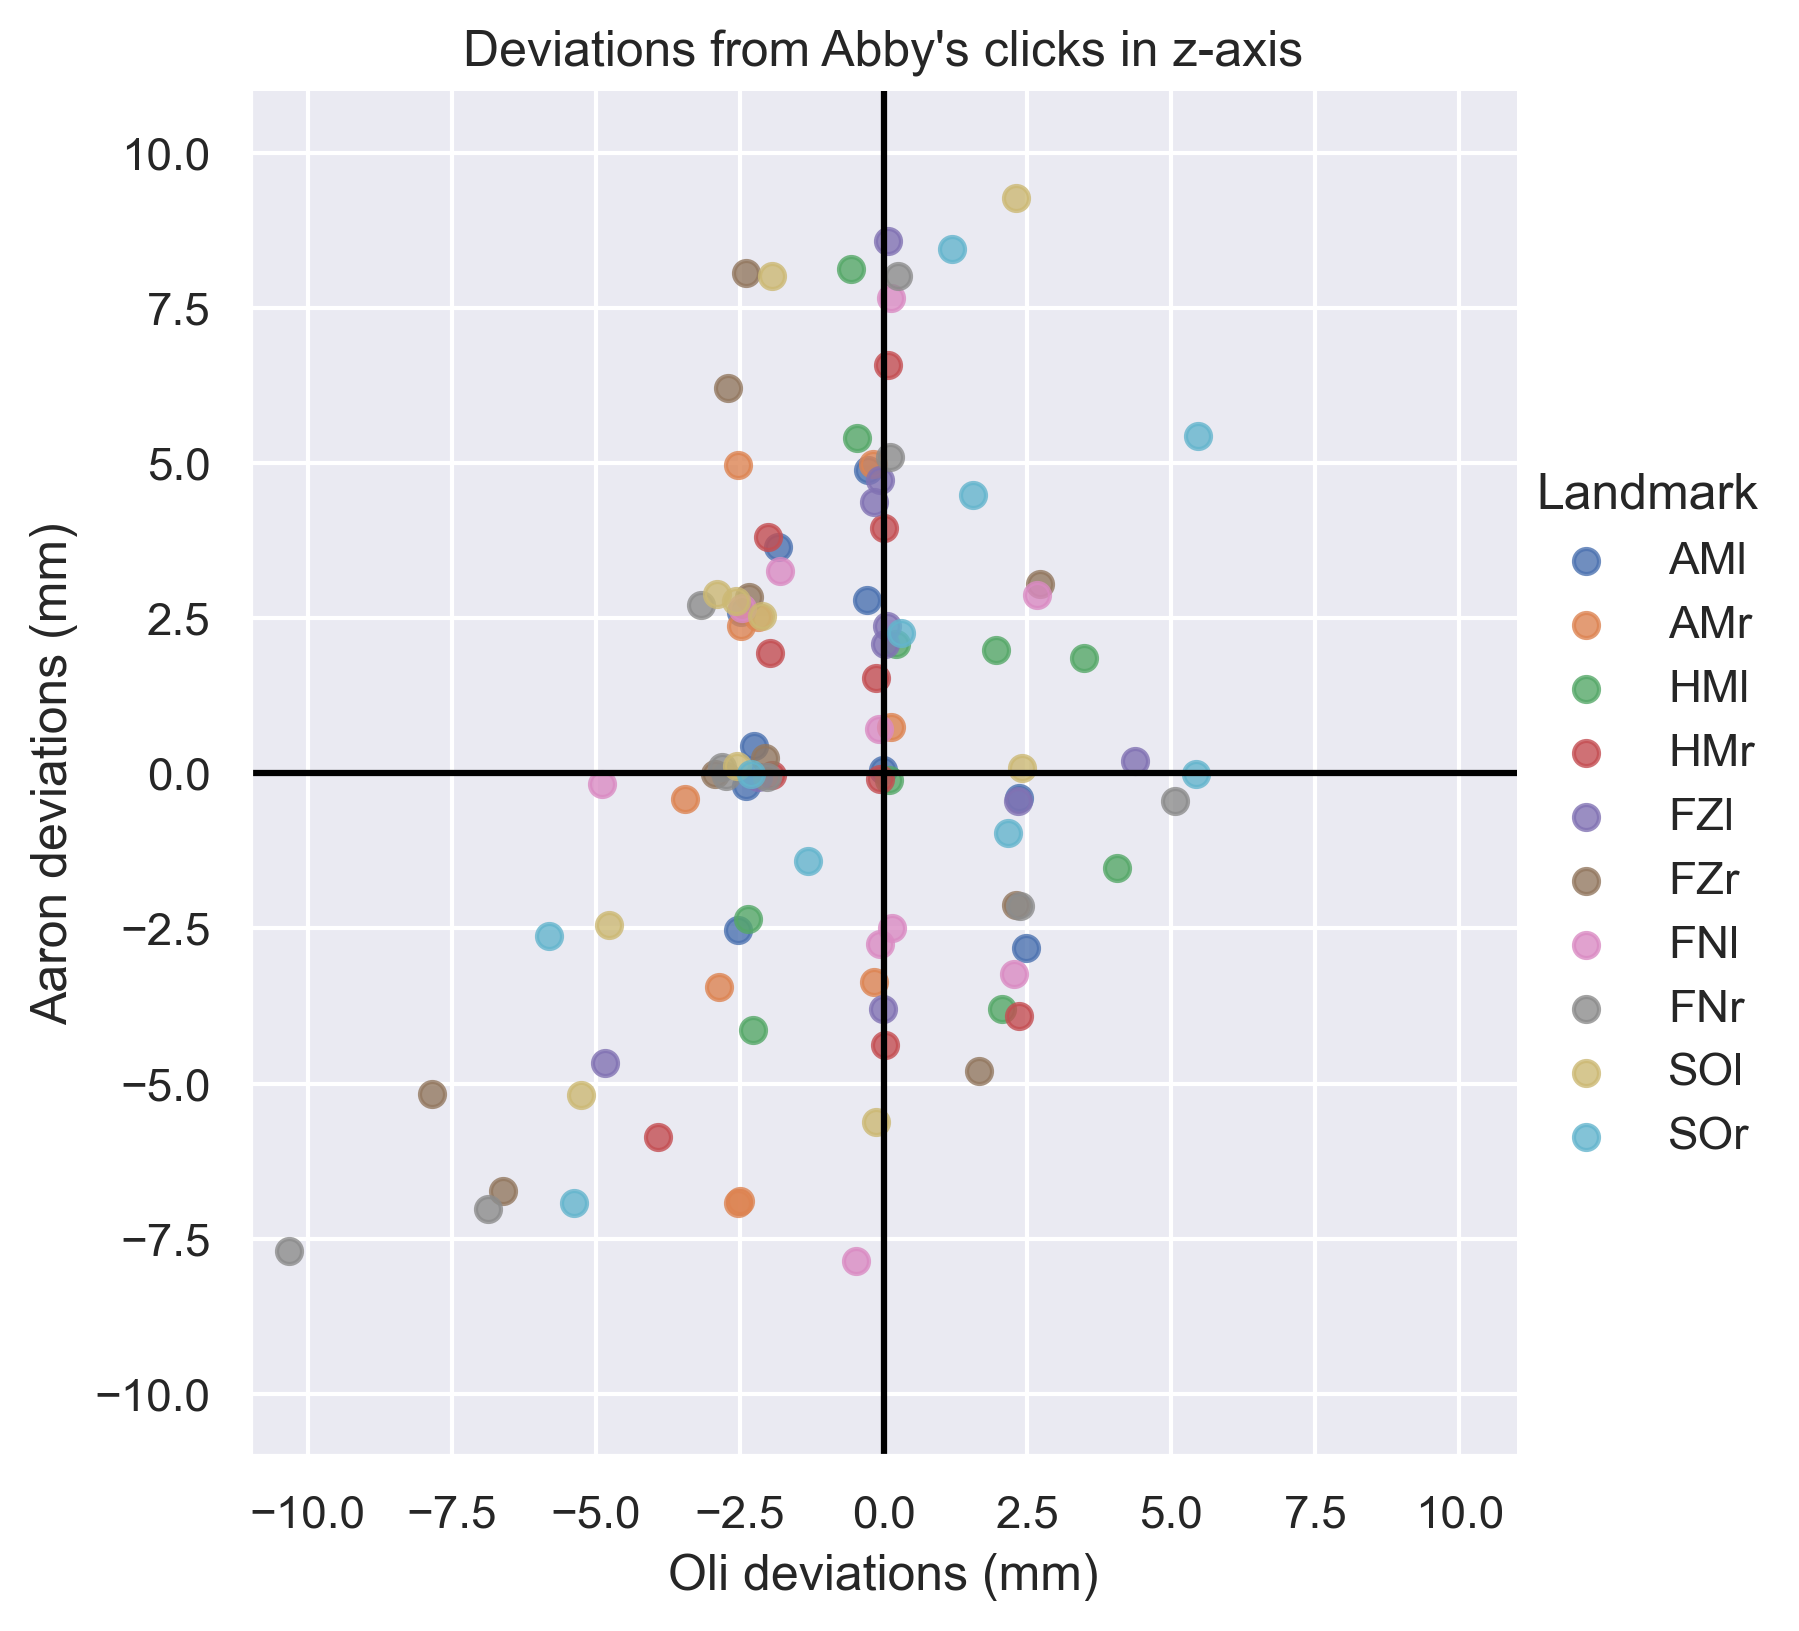 Deviations from Abby's clicks in z-axis
10.0
7.5
5.0
2.5
0.0
−2.5
−5.0
−7.5
−10.0
Aaron deviations (mm)
−10.0 −7.5 −5.0 −2.5 0.0 2.5 5.0 7.5 10.0
Oli deviations (mm)
Landmark
AMl
AMr
HMl
HMr
FZl
FZr
FNl
FNr
SOl
SOr